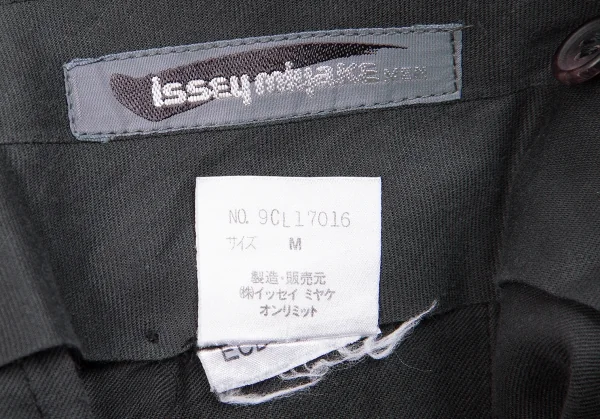 issey miyake MEN
NO. 9CL17016
サイズ M
製造・販売元
㈱イッセイ ミヤケ
オンリミット